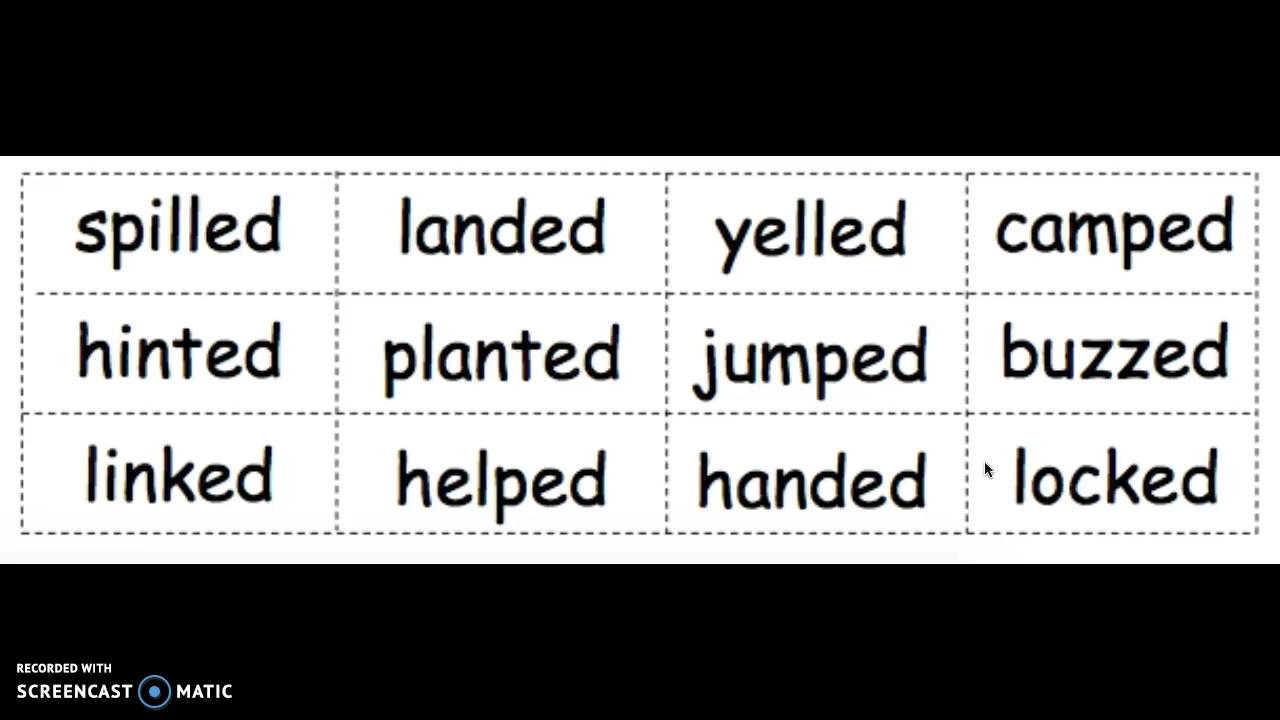 spilled landed yelled camped
hinted planted jumped buzzed
linked helped handed locked
RECORDED WITH
SCREENCAST MATIC